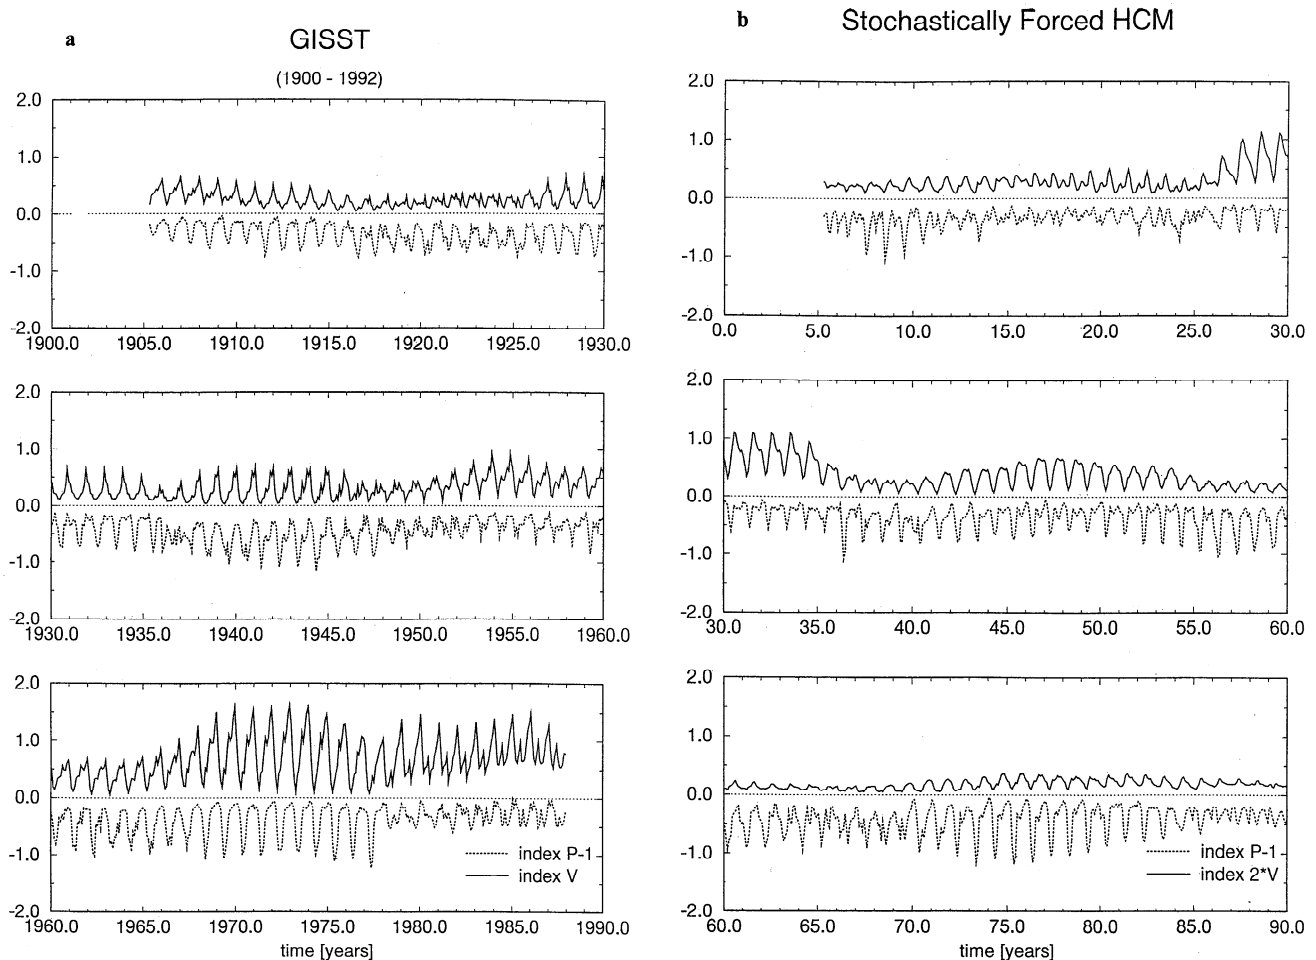 a
GISST
(1900 - 1992)
2.0
1.0
0.0
-1.0
-2.0
1900.0 1905.0 1910.0 1915.0 1920.0 1925.0 1930.0
2.0
1.0
0.0
-1.0
-2.0
1930.0 1935.0 1940.0 1945.0 1950.0 1955.0 1960.0
2.0
1.0
0.0
-1.0
-2.0
index P-1
index V
1960.0 1965.0 1970.0 1975.0 1980.0 1985.0 1990.0
time [years]
b
Stochastically Forced HCM
2.0
1.0
0.0
-1.0
-2.0
0.0 5.0 10.0 15.0 20.0 25.0 30.0
2.0
1.0
0.0
-1.0
-2.0
30.0 35.0 40.0 45.0 50.0 55.0 60.0
2.0
1.0
0.0
-1.0
-2.0
index P-1
index 2*V
60.0 65.0 70.0 75.0 80.0 85.0 90.0
time [years]